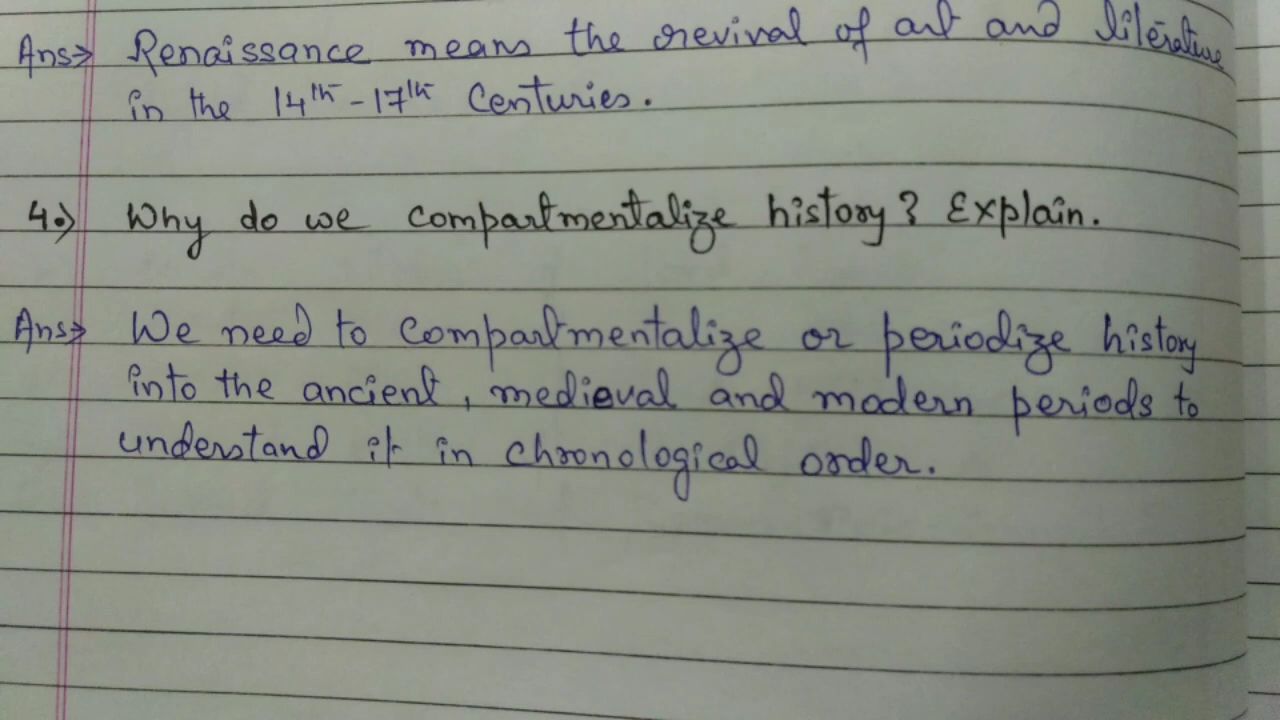 Ans⇒ Renaissance means the revival of art and literature
in the 14th-17th Centuries.
4.) Why do we compartmentalize history? Explain.
Ans⇒ We need to compartmentalize or periodize history
into the ancient, medieval and modern periods to
understand it in chronological order.